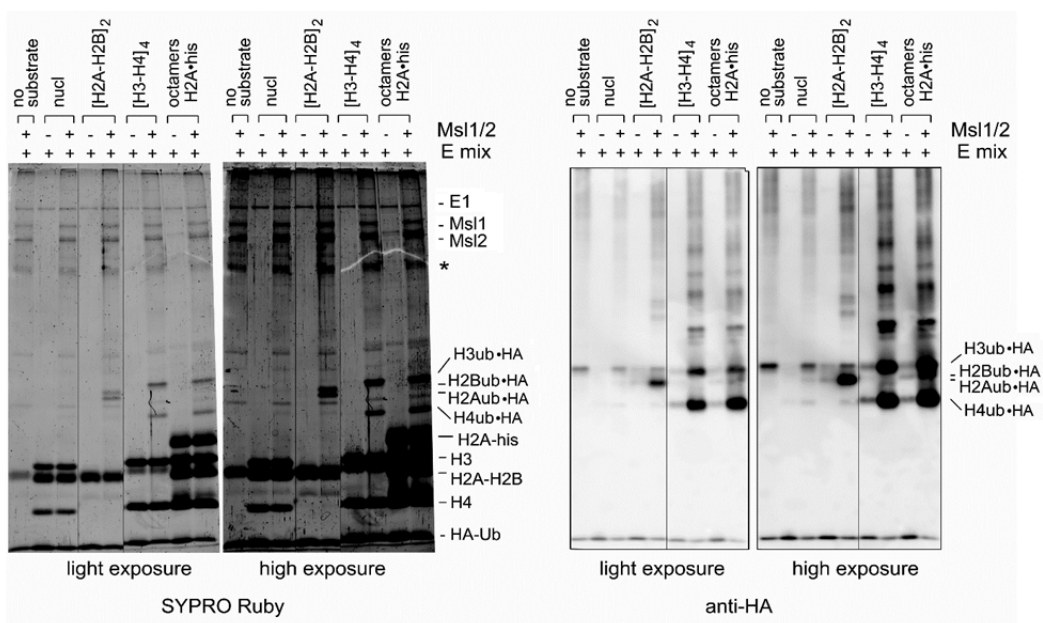 no substrate
nucl
[H2A-H2B]2
[H3-H4]4
octamers H2A•his
no substrate
nucl
[H2A-H2B]2
[H3-H4]4
octamers H2A•his
no substrate
nucl
[H2A-H2B]2
[H3-H4]4
octamers H2A•his
no substrate
nucl
[H2A-H2B]2
[H3-H4]4
octamers H2A•his
+ - + - + - + - + + - + - + - + - + Msl1/2 + - + - + - + - + + - + - + - + - + Msl1/2
+ + + + + + + + + + + + + + + + + + E mix + + + + + + + + + + + + + + + + + + E mix
- E1
- Msl1
- Msl2
*
H3ub•HA
H2Bub•HA
H2Aub•HA
H4ub•HA
H2A-his
H3
H2A-H2B
H4
- HA-Ub
H3ub•HA
H2Bub•HA
H2Aub•HA
H4ub•HA
light exposure high exposure light exposure high exposure
SYPRO Ruby anti-HA